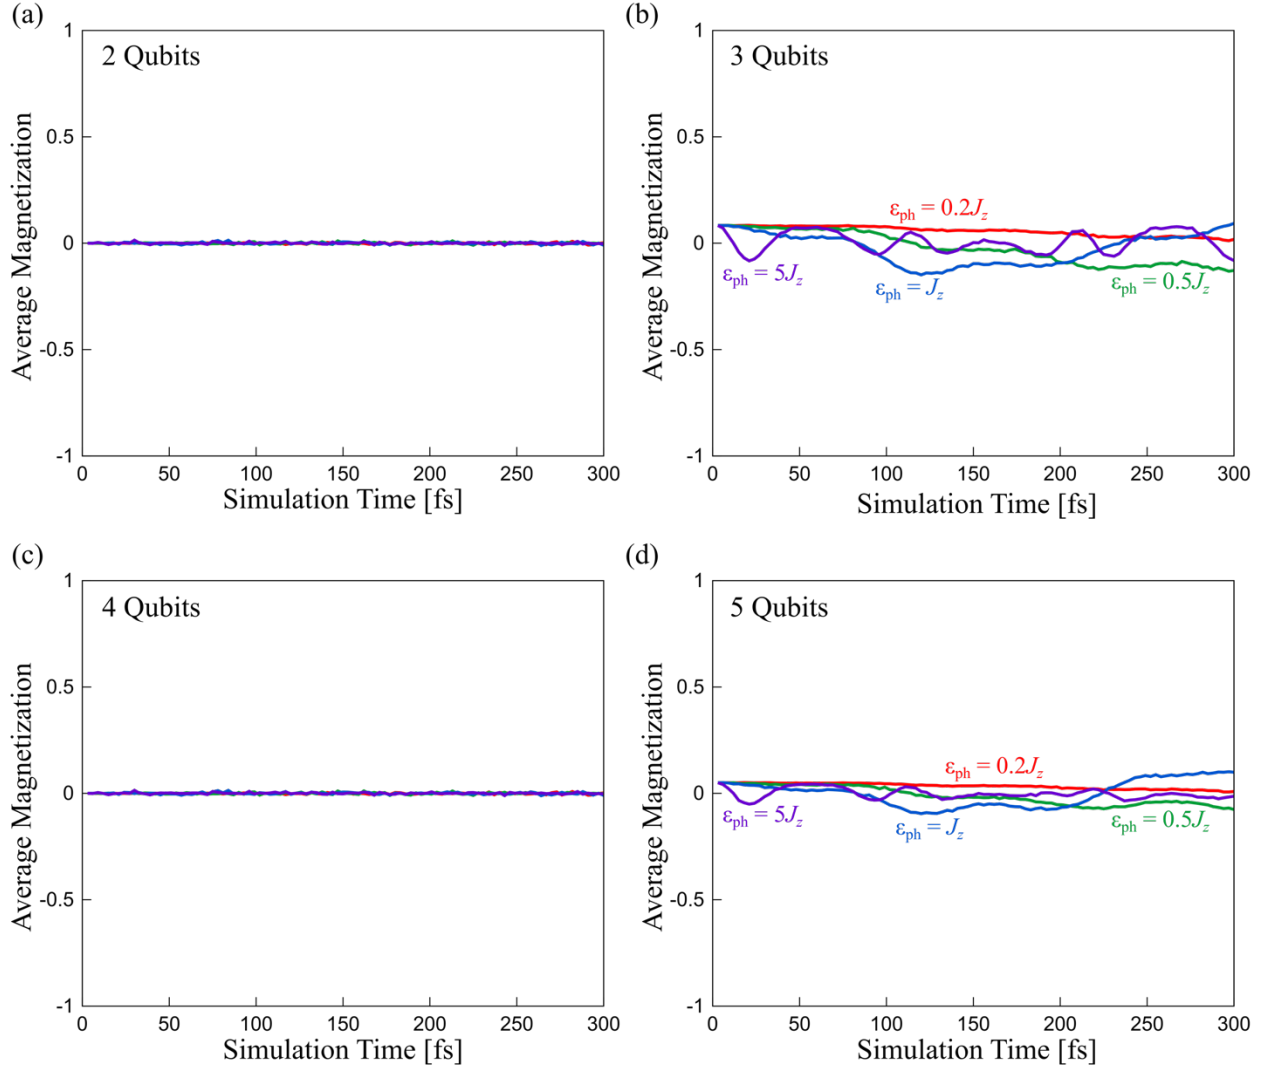 (a)
2 Qubits
Average Magnetization
1
0.5
0
-0.5
-1
0 50 100 150 200 250 300
Simulation Time [fs]
(b)
3 Qubits
Average Magnetization
1
0.5
0
-0.5
-1
εph = 0.2Jz
εph = 5Jz
εph = Jz
εph = 0.5Jz
0 50 100 150 200 250 300
Simulation Time [fs]
(c)
4 Qubits
Average Magnetization
1
0.5
0
-0.5
-1
0 50 100 150 200 250 300
Simulation Time [fs]
(d)
5 Qubits
Average Magnetization
1
0.5
0
-0.5
-1
εph = 0.2Jz
εph = 5Jz
εph = Jz
εph = 0.5Jz
0 50 100 150 200 250 300
Simulation Time [fs]